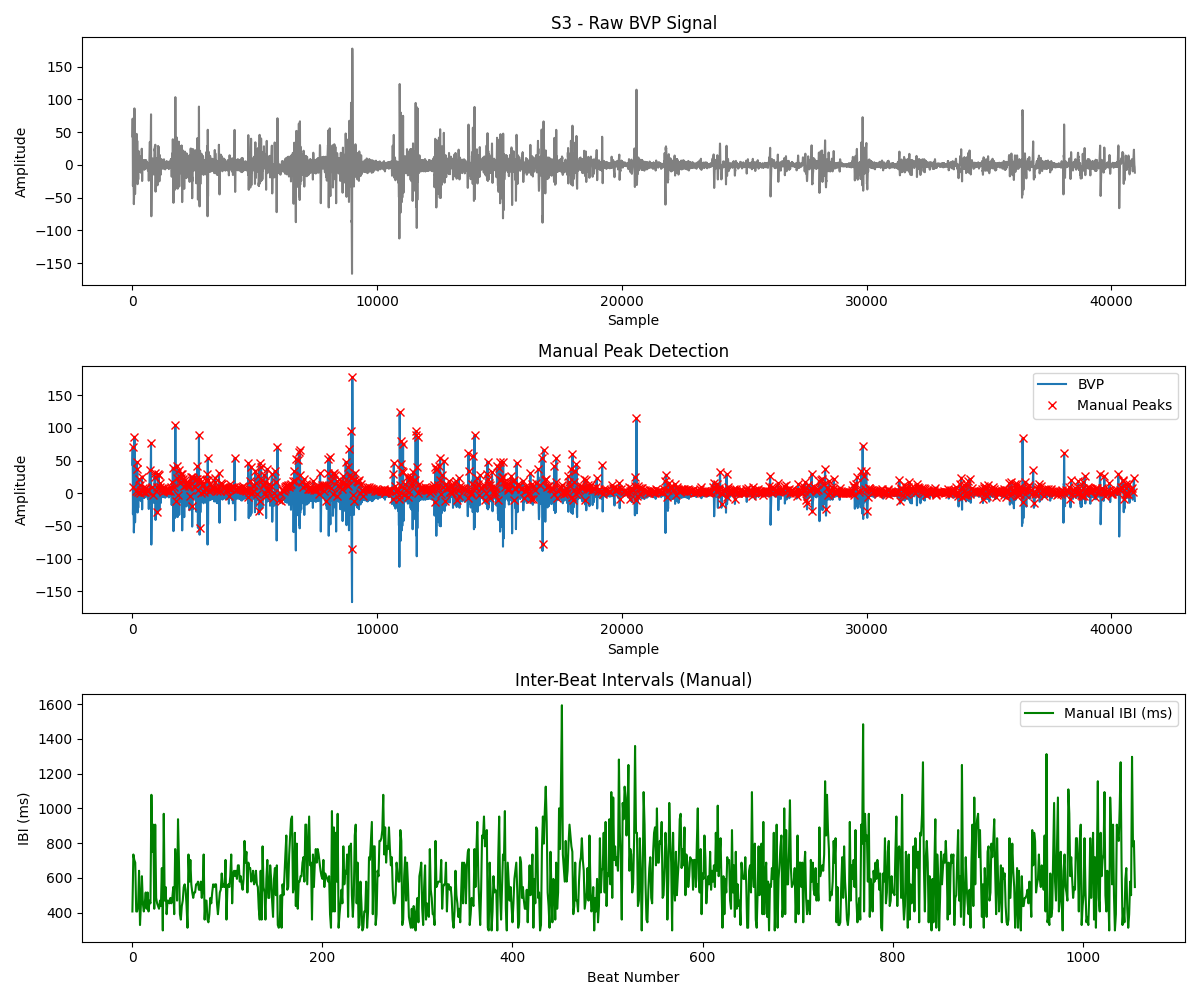 S3 - Raw BVP Signal
150
100
50
0
−50
−100
−150
Amplitude
0 10000 20000 30000 40000
Sample
Manual Peak Detection
BVP
Manual Peaks
150
100
50
0
−50
−100
−150
Amplitude
0 10000 20000 30000 40000
Sample
Inter-Beat Intervals (Manual)
Manual IBI (ms)
1600
1400
1200
1000
800
600
400
IBI (ms)
0 200 400 600 800 1000
Beat Number